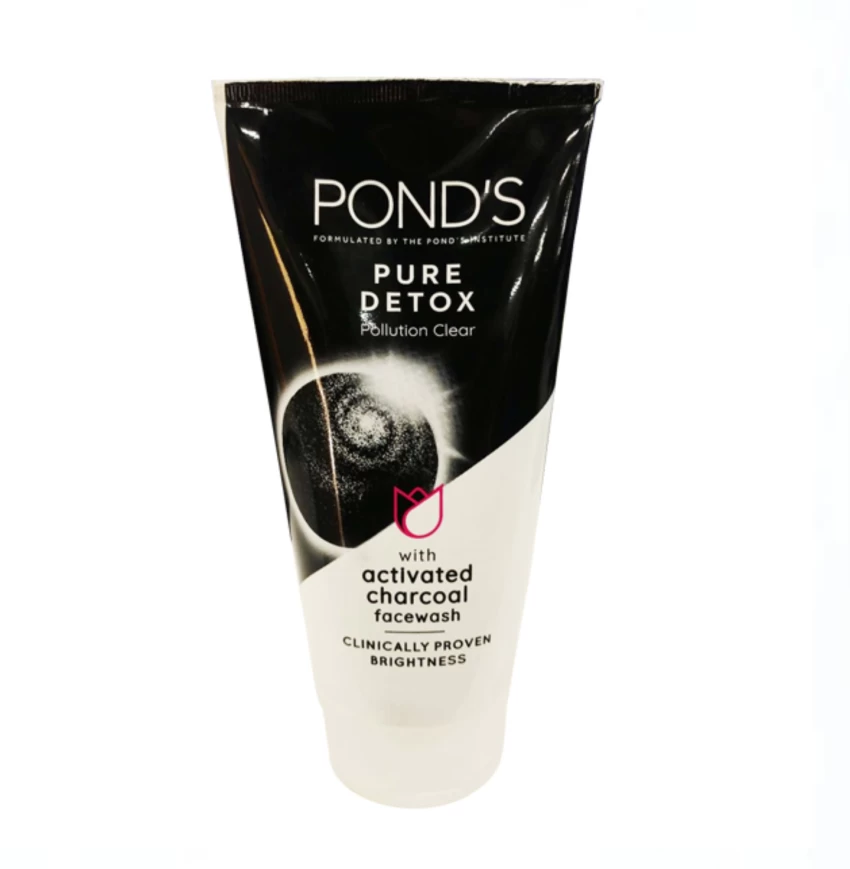 POND'S
FORMULATED BY THE POND'S INSTITUTE
PURE
DETOX
Pollution Clear
with
activated
charcoal
facewash
CLINICALLY PROVEN
BRIGHTNESS